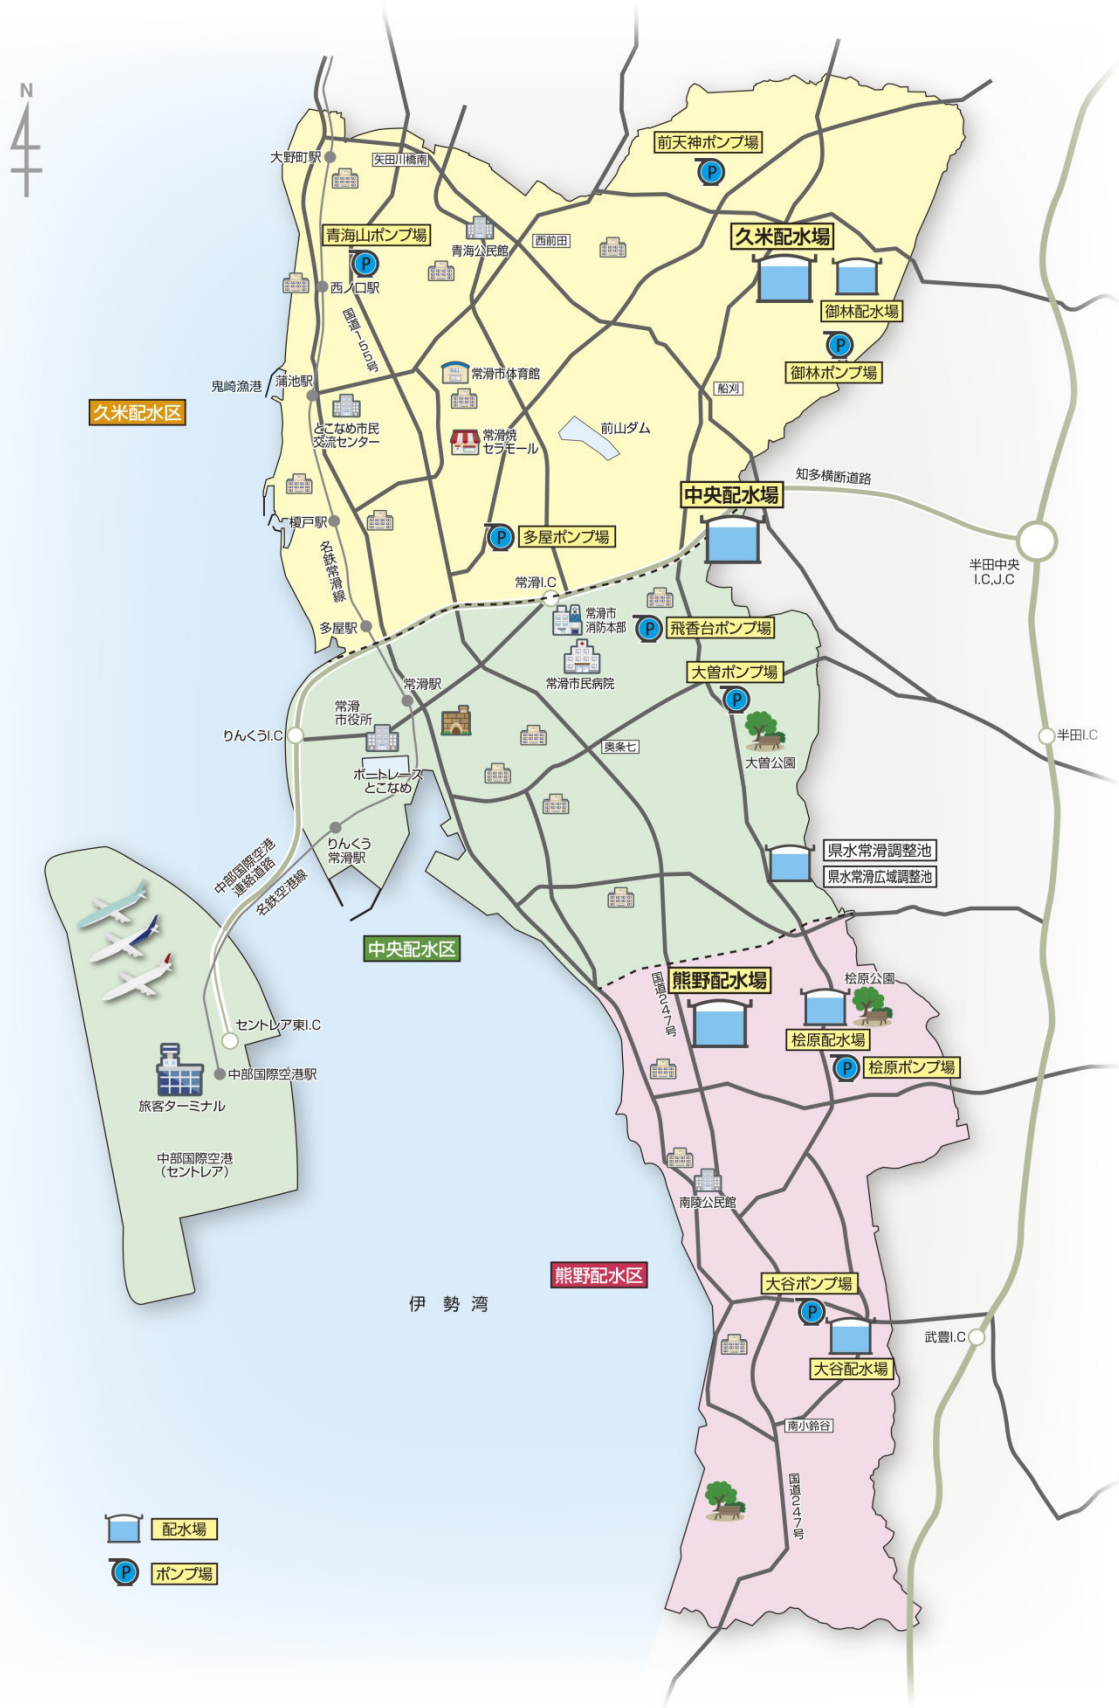 N
大野町駅
矢田川橋南
前天神ポンプ場
青海山ポンプ場
青海公民館
西前田
久米配水場
西ノ口駅
御林配水場
国道155号
御林ポンプ場
鬼崎漁港
蒲池駅
常滑市体育館
船刈
久米配水区
とこなめ市民
交流センター
常滑焼
セラモール
前山ダム
知多横断道路
中央配水場
榎戸駅
多屋ポンプ場
名鉄常滑線
半田中央
I.C,J.C
常滑I.C
常滑市
消防本部
多屋駅
飛香台ポンプ場
常滑市民病院
大曽ポンプ場
常滑駅
常滑
市役所
りんくうI.C
奥条七
半田I.C
大曽公園
ボートレース
とこなめ
りんくう
常滑駅
県水常滑調整池
県水常滑広域調整池
中部国際空港
連絡道路
名鉄空港線
中央配水区
熊野配水場
国道247号
桧原公園
セントレア東I.C
桧原配水場
桧原ポンプ場
中部国際空港駅
旅客ターミナル
中部国際空港
(セントレア)
南陵公民館
熊野配水区
大谷ポンプ場
伊勢湾
武豊I.C
大谷配水場
南小鈴谷
国道247号
配水場
P
ポンプ場
P
P
P
P
P
P
P
P
P